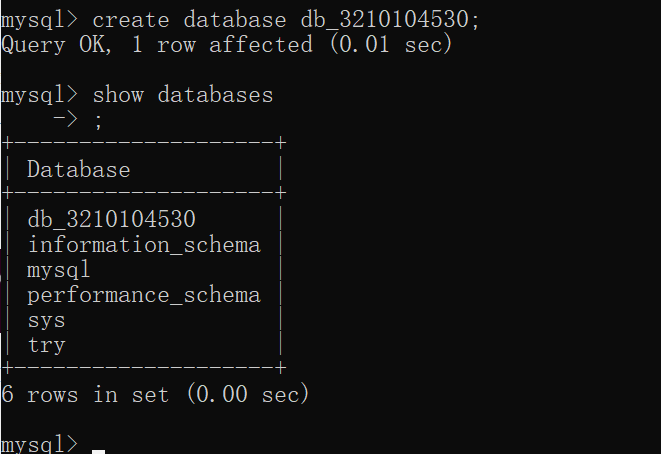 mysql> create database db_3210104530;
Query OK, 1 row affected (0.01 sec)
mysql> show databases
    -> ;
+--------------------+
| Database           |
+--------------------+
| db_3210104530      |
| information_schema |
| mysql              |
| performance_schema |
| sys                |
| try                |
+--------------------+
6 rows in set (0.00 sec)
mysql>